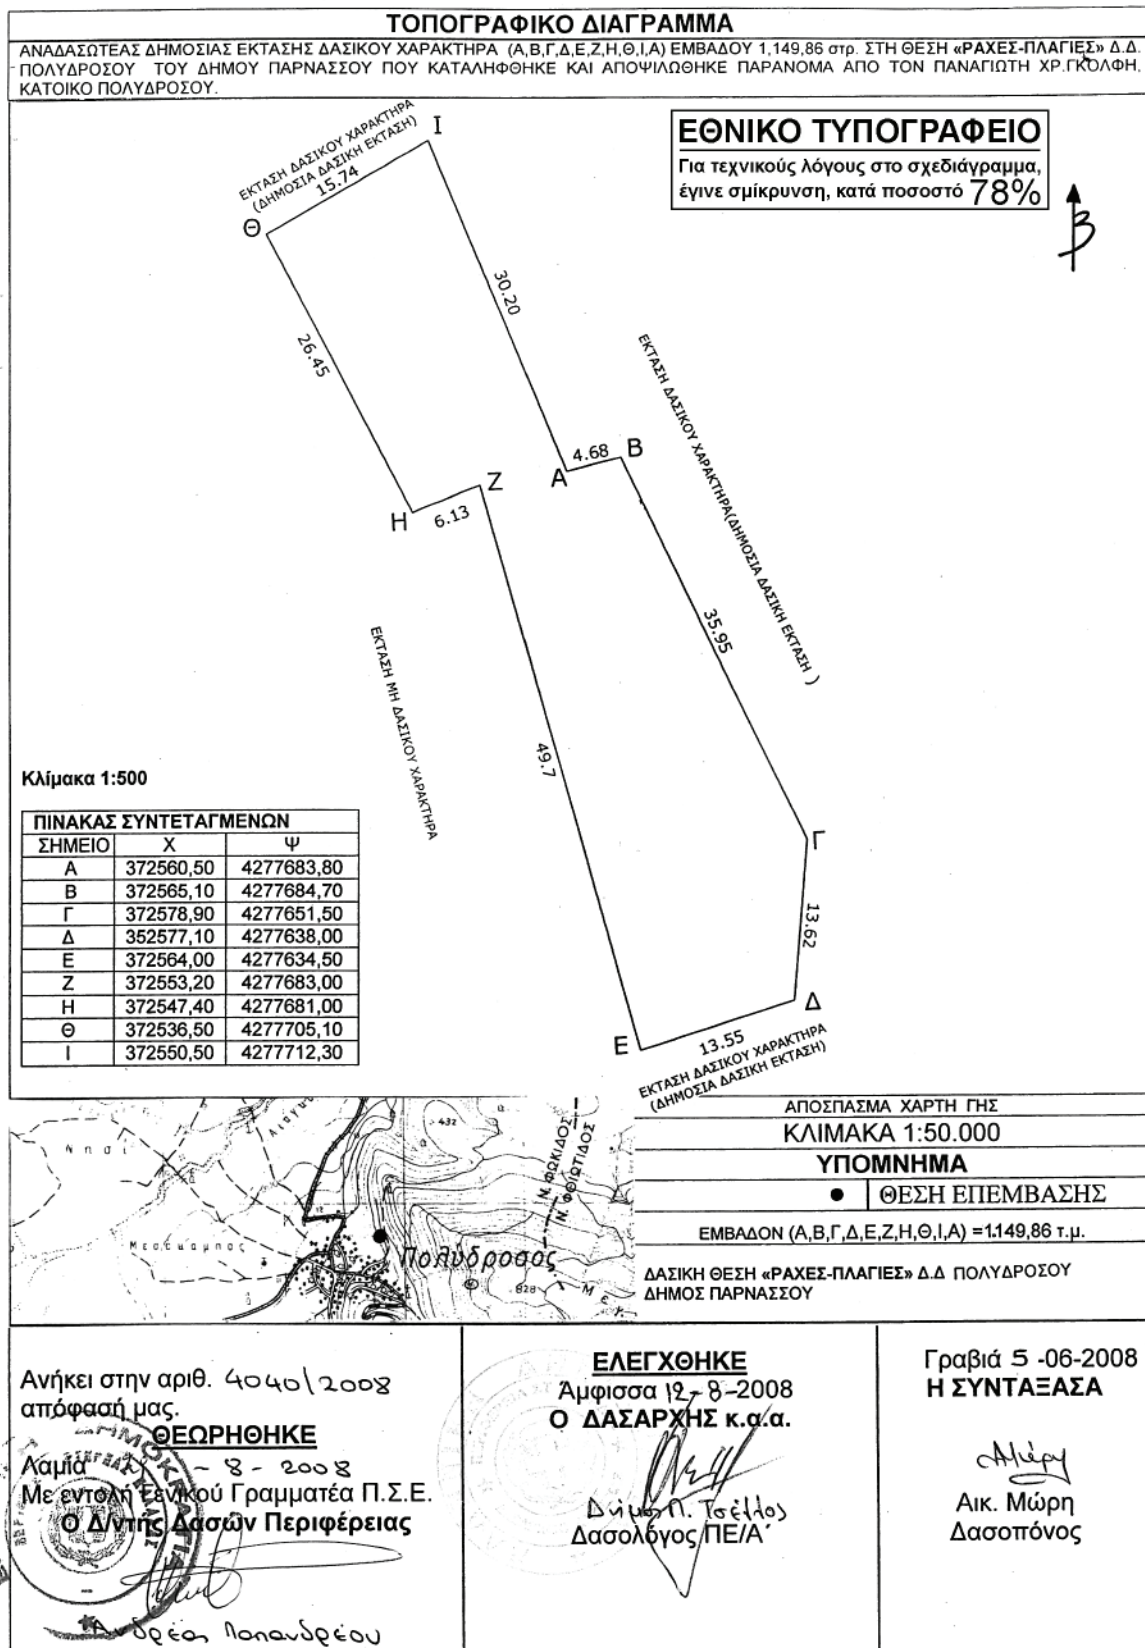 ΤΟΠΟΓΡΑΦΙΚΟ ΔΙΑΓΡΑΜΜΑ
ΑΝΑΔΑΣΩΤΕΑΣ ΔΗΜΟΣΙΑΣ ΕΚΤΑΣΗΣ ΔΑΣΙΚΟΥ ΧΑΡΑΚΤΗΡΑ (Α,Β,Γ,Δ,Ε,Ζ,Η,Θ,Ι,Α) ΕΜΒΑΔΟΥ 1,149,86 στρ. ΣΤΗ ΘΕΣΗ «ΡΑΧΕΣ-ΠΛΑΓΙΕΣ» Δ.Δ.
ΠΟΛΥΔΡΟΣΟΥ ΤΟΥ ΔΗΜΟΥ ΠΑΡΝΑΣΣΟΥ ΠΟΥ ΚΑΤΑΛΗΦΘΗΚΕ ΚΑΙ ΑΠΟΨΙΛΩΘΗΚΕ ΠΑΡΑΝΟΜΑ ΑΠΟ ΤΟΝ ΠΑΝΑΓΙΩΤΗ ΧΡ.ΓΚΟΛΦΗ,
ΚΑΤΟΙΚΟ ΠΟΛΥΔΡΟΣΟΥ.
ΕΘΝΙΚΟ ΤΥΠΟΓΡΑΦΕΙΟ
Για τεχνικούς λόγους στο σχεδιάγραμμα,
έγινε σμίκρυνση, κατά ποσοστό 78%
Β
ΕΚΤΑΣΗ ΔΑΣΙΚΟΥ ΧΑΡΑΚΤΗΡΑ
(ΔΗΜΟΣΙΑ ΔΑΣΙΚΗ ΕΚΤΑΣΗ)
15.74
Ι
Θ
30.20
26.45
ΕΚΤΑΣΗ ΔΑΣΙΚΟΥ ΧΑΡΑΚΤΗΡΑ(ΔΗΜΟΣΙΑ ΔΑΣΙΚΗ ΕΚΤΑΣΗ )
4.68
Β
Α
Ζ
Η
6.13
35.95
ΕΚΤΑΣΗ ΜΗ ΔΑΣΙΚΟΥ ΧΑΡΑΚΤΗΡΑ
49.7
Γ
13.62
Δ
Ε
13.55
ΕΚΤΑΣΗ ΔΑΣΙΚΟΥ ΧΑΡΑΚΤΗΡΑ
(ΔΗΜΟΣΙΑ ΔΑΣΙΚΗ ΕΚΤΑΣΗ)
Κλίμακα 1:500
ΠΙΝΑΚΑΣ ΣΥΝΤΕΤΑΓΜΕΝΩΝ
ΣΗΜΕΙΟ Χ Ψ
Α 372560,50 4277683,80
Β 372565,10 4277684,70
Γ 372578,90 4277651,50
Δ 352577,10 4277638,00
Ε 372564,00 4277634,50
Ζ 372553,20 4277683,00
Η 372547,40 4277681,00
Θ 372536,50 4277705,10
Ι 372550,50 4277712,30
Νησί
432
Ν. ΦΩΚΙΔΟΣ
Ν. ΦΘΙΩΤΙΔΟΣ
Μεσόκαμπος
Πολύδροσος
828
ΑΠΟΣΠΑΣΜΑ ΧΑΡΤΗ ΓΗΣ
ΚΛΙΜΑΚΑ 1:50.000
ΥΠΟΜΝΗΜΑ
ΘΕΣΗ ΕΠΕΜΒΑΣΗΣ
ΕΜΒΑΔΟΝ (Α,Β,Γ,Δ,Ε,Ζ,Η,Θ,Ι,Α) =1.149,86 τ.μ.
ΔΑΣΙΚΗ ΘΕΣΗ «ΡΑΧΕΣ-ΠΛΑΓΙΕΣ» Δ.Δ ΠΟΛΥΔΡΟΣΟΥ
ΔΗΜΟΣ ΠΑΡΝΑΣΣΟΥ
Ανήκει στην αριθ. 4040/2008
απόφασή μας.
ΘΕΩΡΗΘΗΚΕ
Λαμία - 8 - 2008
Με εντολή Γενικού Γραμματέα Π.Σ.Ε.
Ο Δ/ντής Δασών Περιφέρειας
Ανδρέας Παπανδρέου
ΕΛΕΓΧΘΗΚΕ
Άμφισσα 12-8-2008
Ο ΔΑΣΑΡΧΗΣ κ.α.α.
Δήμος Π. Τσέλλος
Δασολόγος ΠΕ/Α΄
Γραβιά 5 -06-2008
Η ΣΥΝΤΑΞΑΣΑ
Αικ. Μώρη
Δασοπόνος